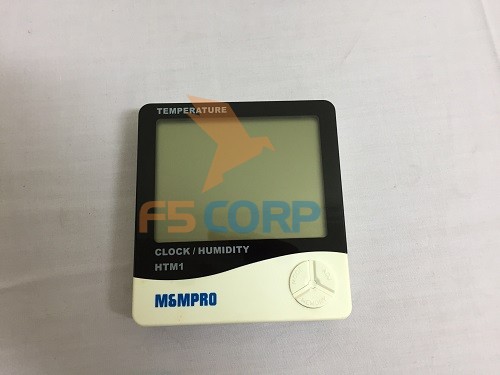 TEMPERATURE
F5 CORP
CLOCK / HUMIDITY
HTM1
M&MPRO